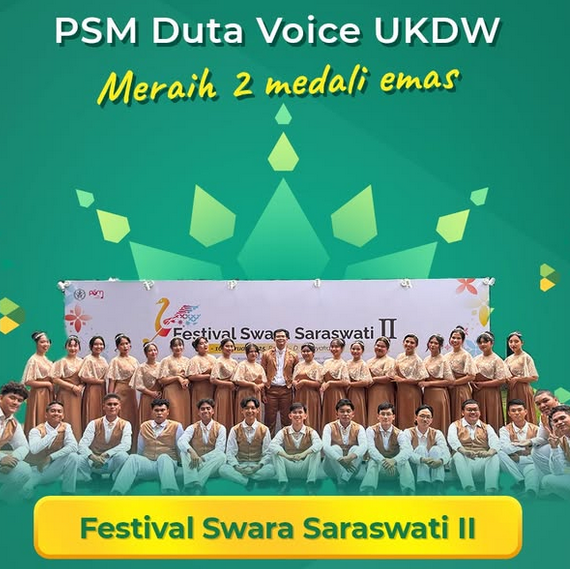 PSM Duta Voice UKDW
Meraih 2 medali emas
Festival Swara Saraswati II
Festival Swara Saraswati II